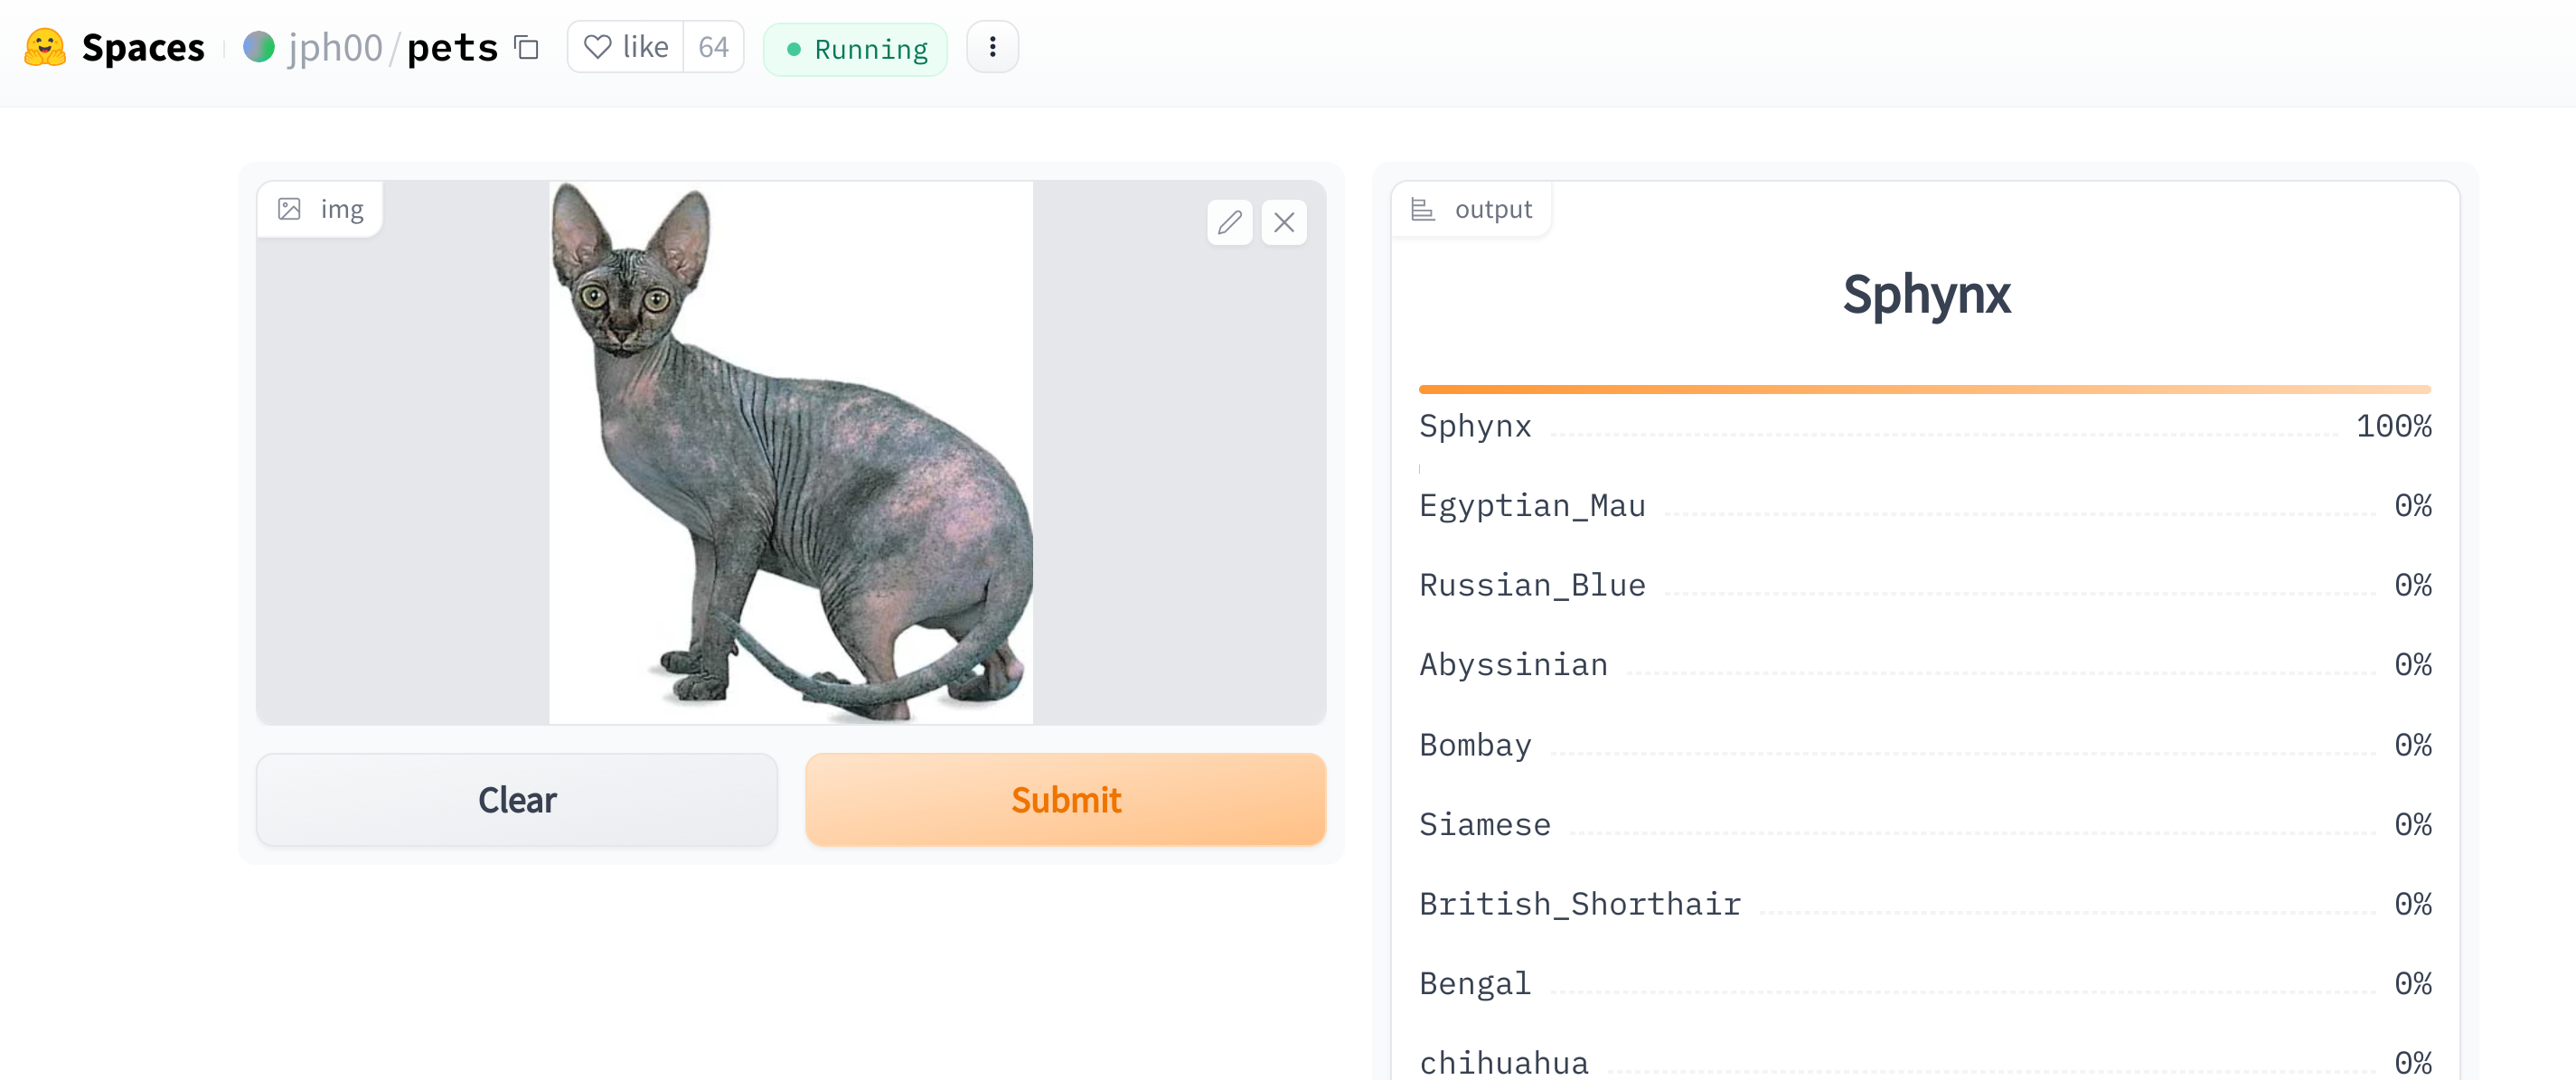 Spaces jph00/pets like 64 Running
img
output
Sphynx
Sphynx 100%
Egyptian_Mau 0%
Russian_Blue 0%
Abyssinian 0%
Bombay 0%
Siamese 0%
British_Shorthair 0%
Bengal 0%
chihuahua 0%
Clear Submit